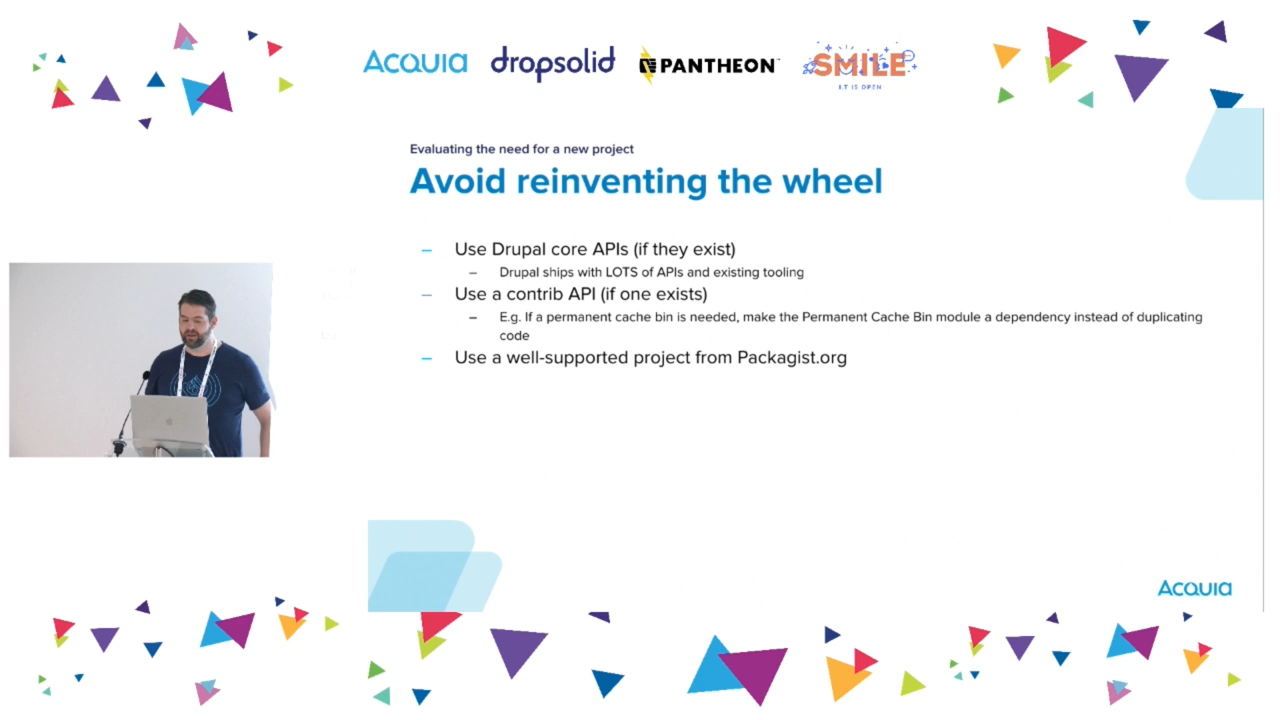 ACQUIA dropsolid PANTHEON SMILE
I.T IS OPEN
Evaluating the need for a new project
Avoid reinventing the wheel
– Use Drupal core APIs (if they exist)
– Drupal ships with LOTS of APIs and existing tooling
– Use a contrib API (if one exists)
– E.g. If a permanent cache bin is needed, make the Permanent Cache Bin module a dependency instead of duplicating
code
– Use a well-supported project from Packagist.org
ACQUIA